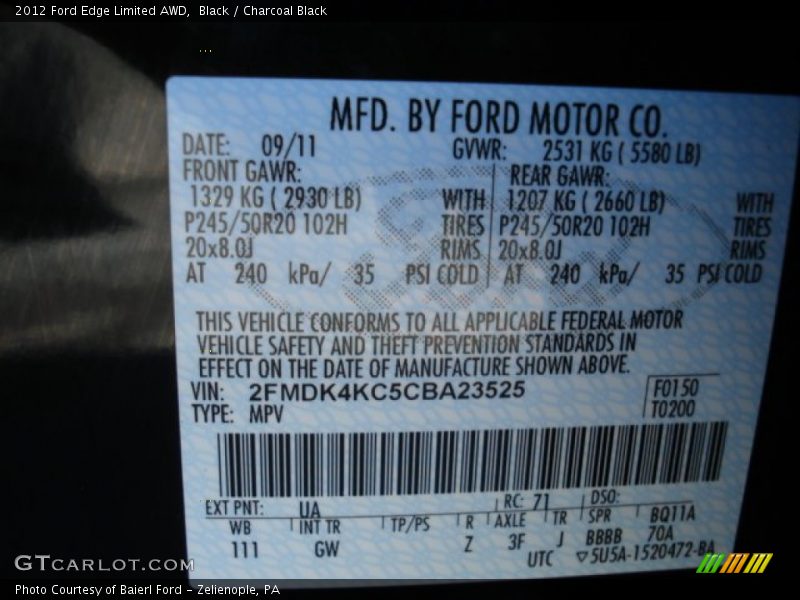 2012 Ford Edge Limited AWD,  Black / Charcoal Black
MFD. BY FORD MOTOR CO.
DATE: 09/11 GVWR: 2531 KG ( 5580 LB)
FRONT GAWR: REAR GAWR:
1329 KG ( 2930 LB) WITH 1207 KG ( 2660 LB) WITH
P245/50R20 102H TIRES P245/50R20 102H TIRES
20x8.0J RIMS 20x8.0J RIMS
AT 240 kPa/ 35 PSI COLD AT 240 kPa/ 35 PSI COLD
THIS VEHICLE CONFORMS TO ALL APPLICABLE FEDERAL MOTOR
VEHICLE SAFETY AND THEFT PREVENTION STANDARDS IN
EFFECT ON THE DATE OF MANUFACTURE SHOWN ABOVE.
VIN: 2FMDK4KC5CBA23525 F0150
TYPE: MPV T0200
EXT PNT: UA RC: 71 DSO:
WB INT TR TP/PS R AXLE TR SPR BQ11A
111 GW Z 3F J BBBB 70A
UTC ▽5U5A-1520472-BA
GTCARLOT.COM
Photo Courtesy of Baierl Ford - Zelienople, PA